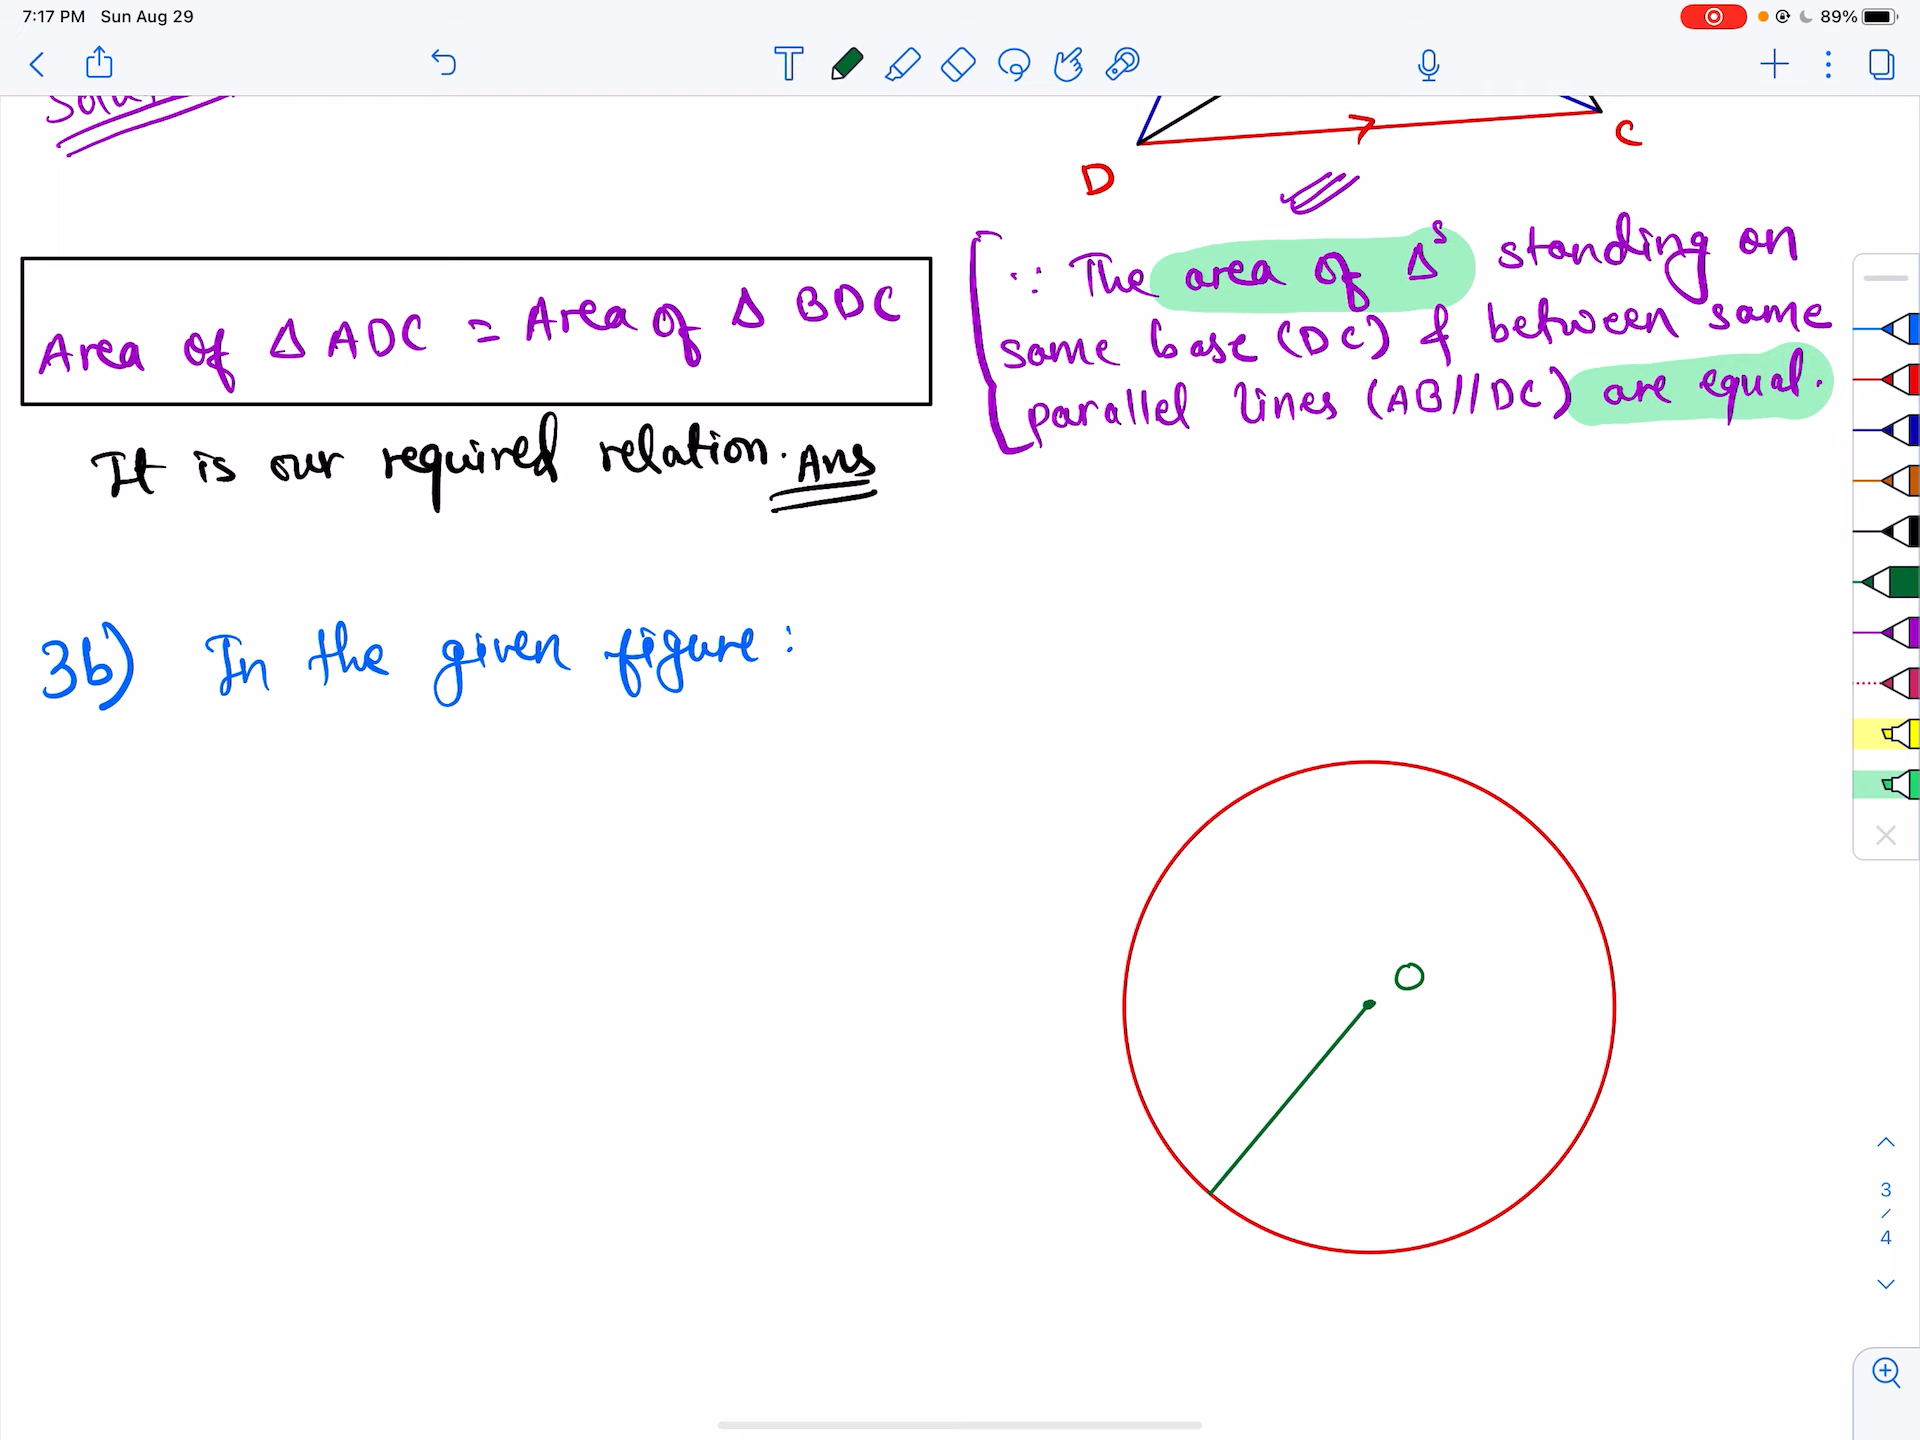 7:17 PM Sun Aug 29
89%
D
C
Area of Δ ADC = Area of Δ BDC
∵ The area of Δs standing on
same base (DC) & between same
parallel lines (AB//DC) are equal.
It is our required relation. Ans
3b) In the given figure:
O
3
/
4